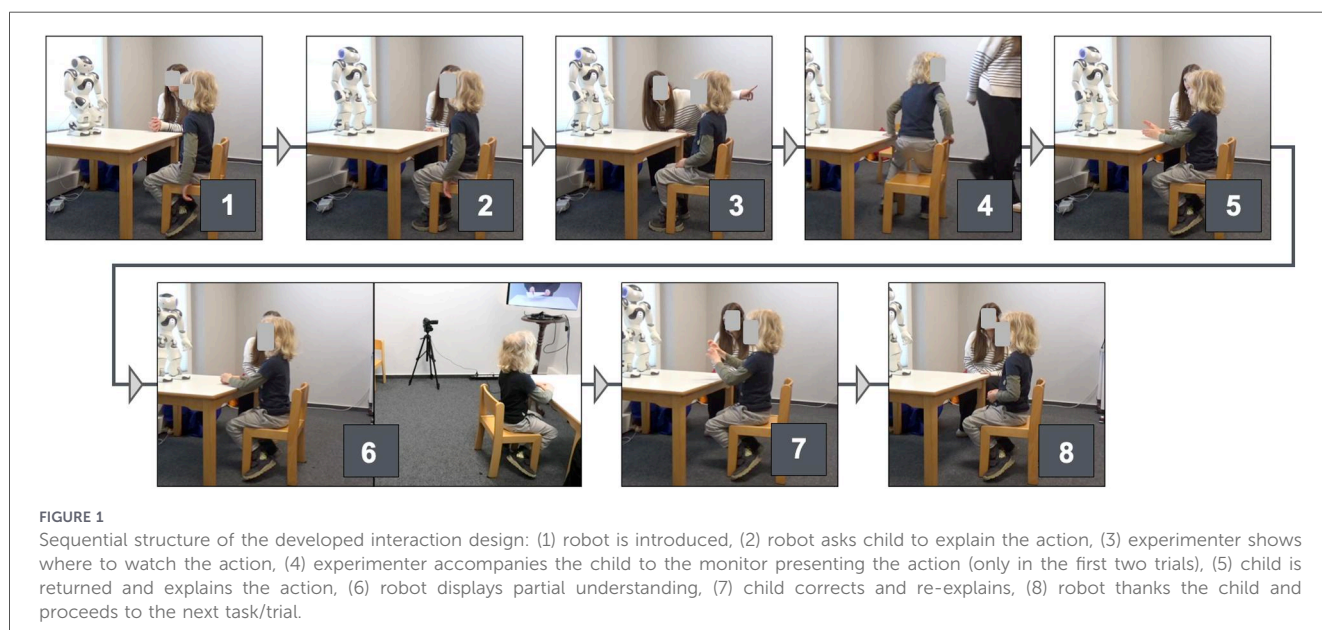 1
2
3
4
5
6
7
8
FIGURE 1
Sequential structure of the developed interaction design: (1) robot is introduced, (2) robot asks child to explain the action, (3) experimenter shows
where to watch the action, (4) experimenter accompanies the child to the monitor presenting the action (only in the first two trials), (5) child is
returned and explains the action, (6) robot displays partial understanding, (7) child corrects and re-explains, (8) robot thanks the child and
proceeds to the next task/trial.